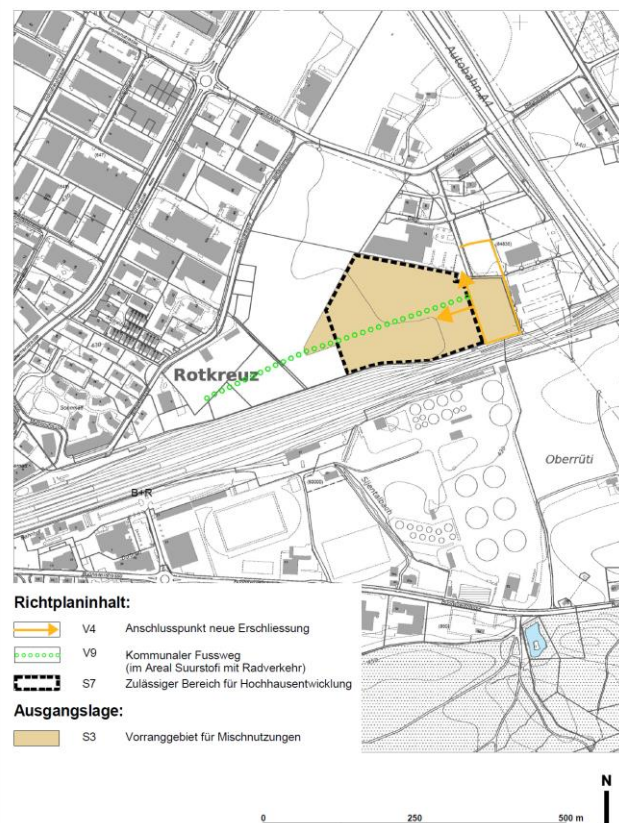 Autobahn A4
Rotkreuz
Oberrüti
B+R
Richtplaninhalt:
V4 Anschlusspunkt neue Erschliessung
V9 Kommunaler Fussweg
(im Areal Suurstofi mit Radverkehr)
S7 Zulässiger Bereich für Hochhausentwicklung
Ausgangslage:
S3 Vorranggebiet für Mischnutzungen
N
0 250 500 m